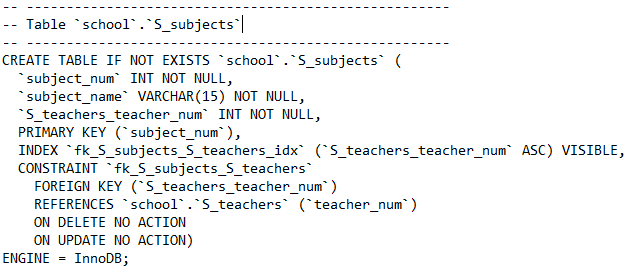 -- -----------------------------------------------------
-- Table `school`.`S_subjects`
-- -----------------------------------------------------
CREATE TABLE IF NOT EXISTS `school`.`S_subjects` (
  `subject_num` INT NOT NULL,
  `subject_name` VARCHAR(15) NOT NULL,
  `S_teachers_teacher_num` INT NOT NULL,
  PRIMARY KEY (`subject_num`),
  INDEX `fk_S_subjects_S_teachers_idx` (`S_teachers_teacher_num` ASC) VISIBLE,
  CONSTRAINT `fk_S_subjects_S_teachers`
    FOREIGN KEY (`S_teachers_teacher_num`)
    REFERENCES `school`.`S_teachers` (`teacher_num`)
    ON DELETE NO ACTION
    ON UPDATE NO ACTION)
ENGINE = InnoDB;